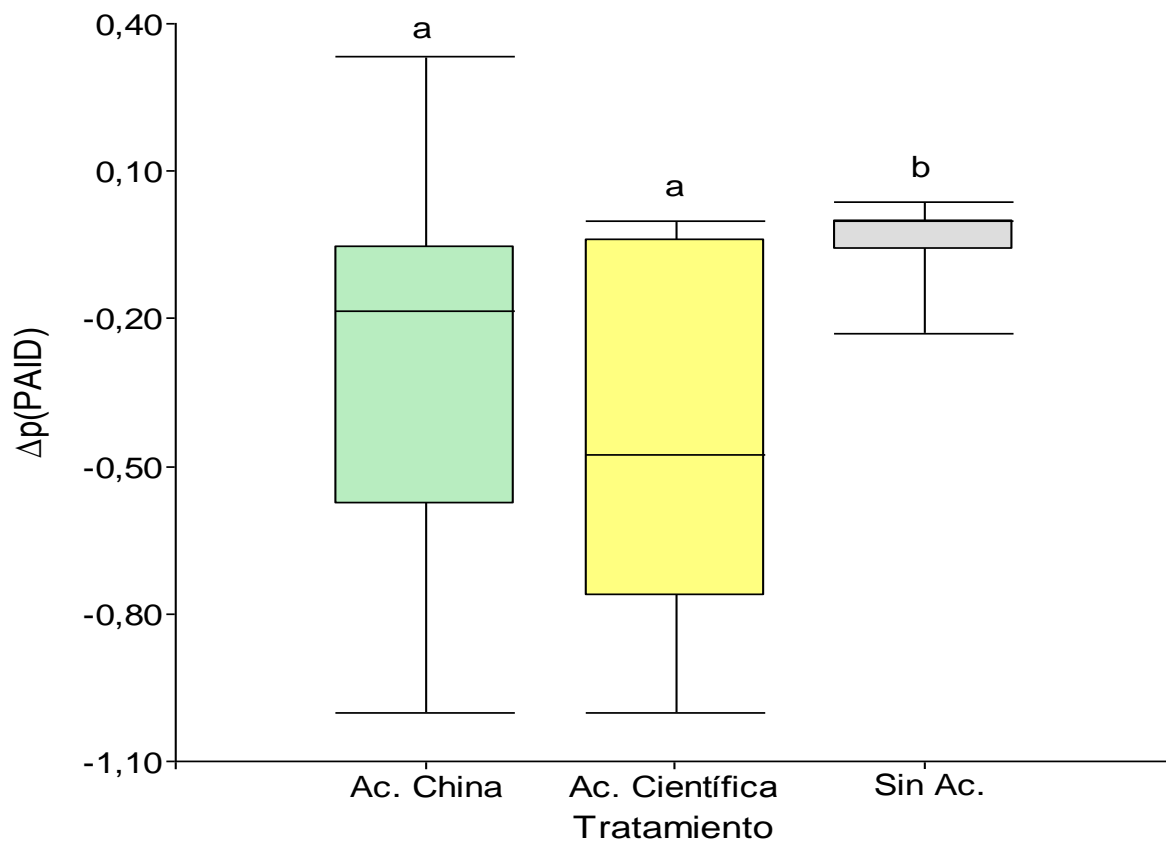 0,40
0,10
-0,20
-0,50
-0,80
-1,10
Δp(PAID)
a
a
b
Ac. China
Ac. Científica
Sin Ac.
Tratamiento